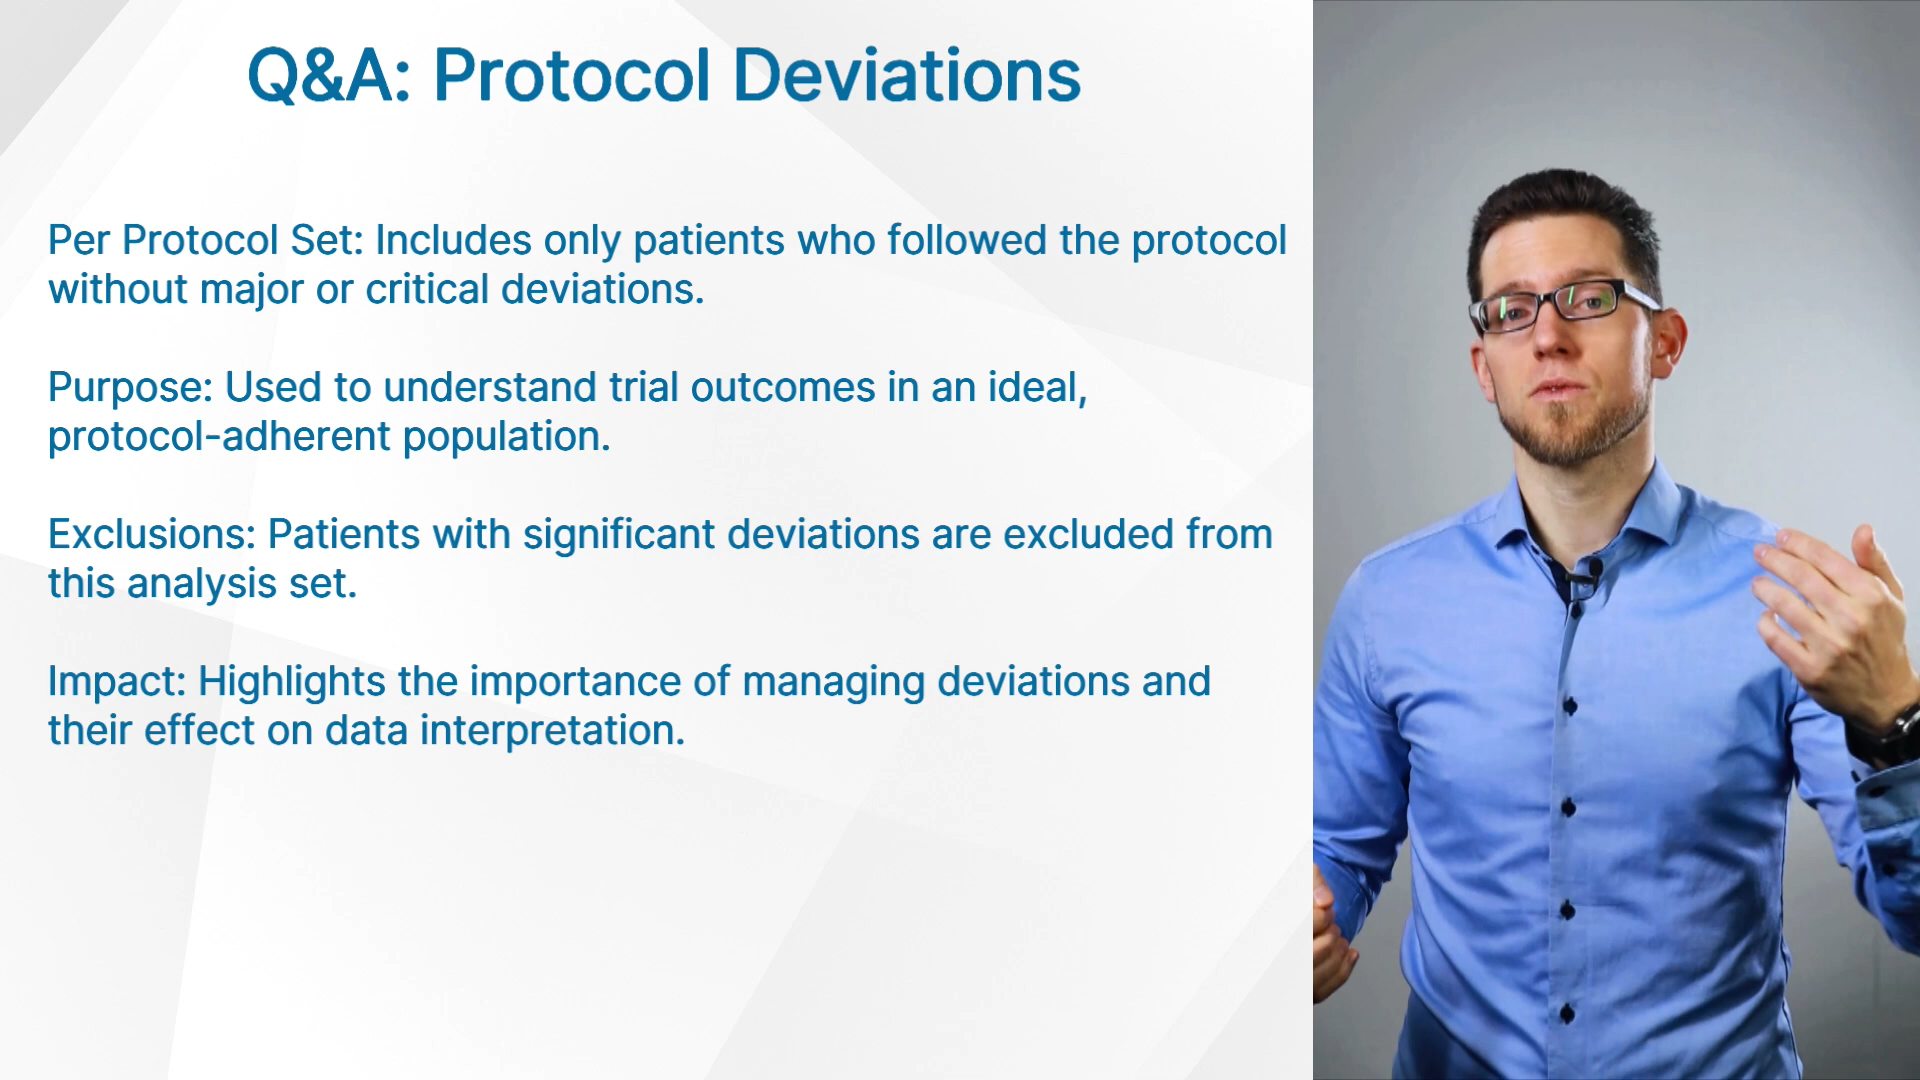 Q&A: Protocol Deviations
Per Protocol Set: Includes only patients who followed the protocol
without major or critical deviations.
Purpose: Used to understand trial outcomes in an ideal,
protocol-adherent population.
Exclusions: Patients with significant deviations are excluded from
this analysis set.
Impact: Highlights the importance of managing deviations and
their effect on data interpretation.